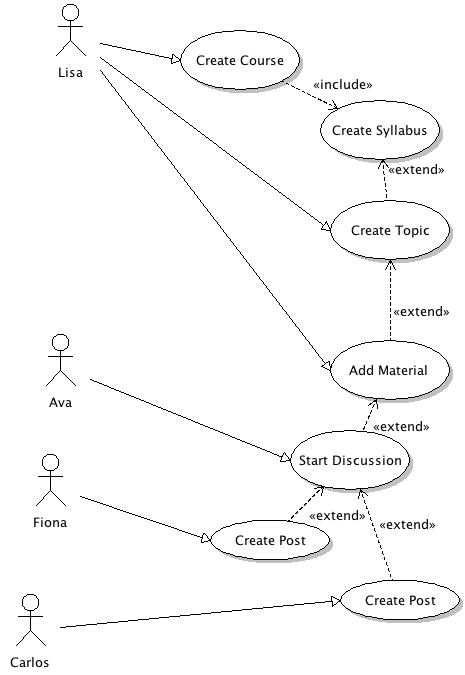 Lisa
Create Course
«include»
Create Syllabus
«extend»
Create Topic
«extend»
Add Material
Ava
«extend»
Start Discussion
Fiona
«extend»
Create Post
«extend»
Create Post
Carlos